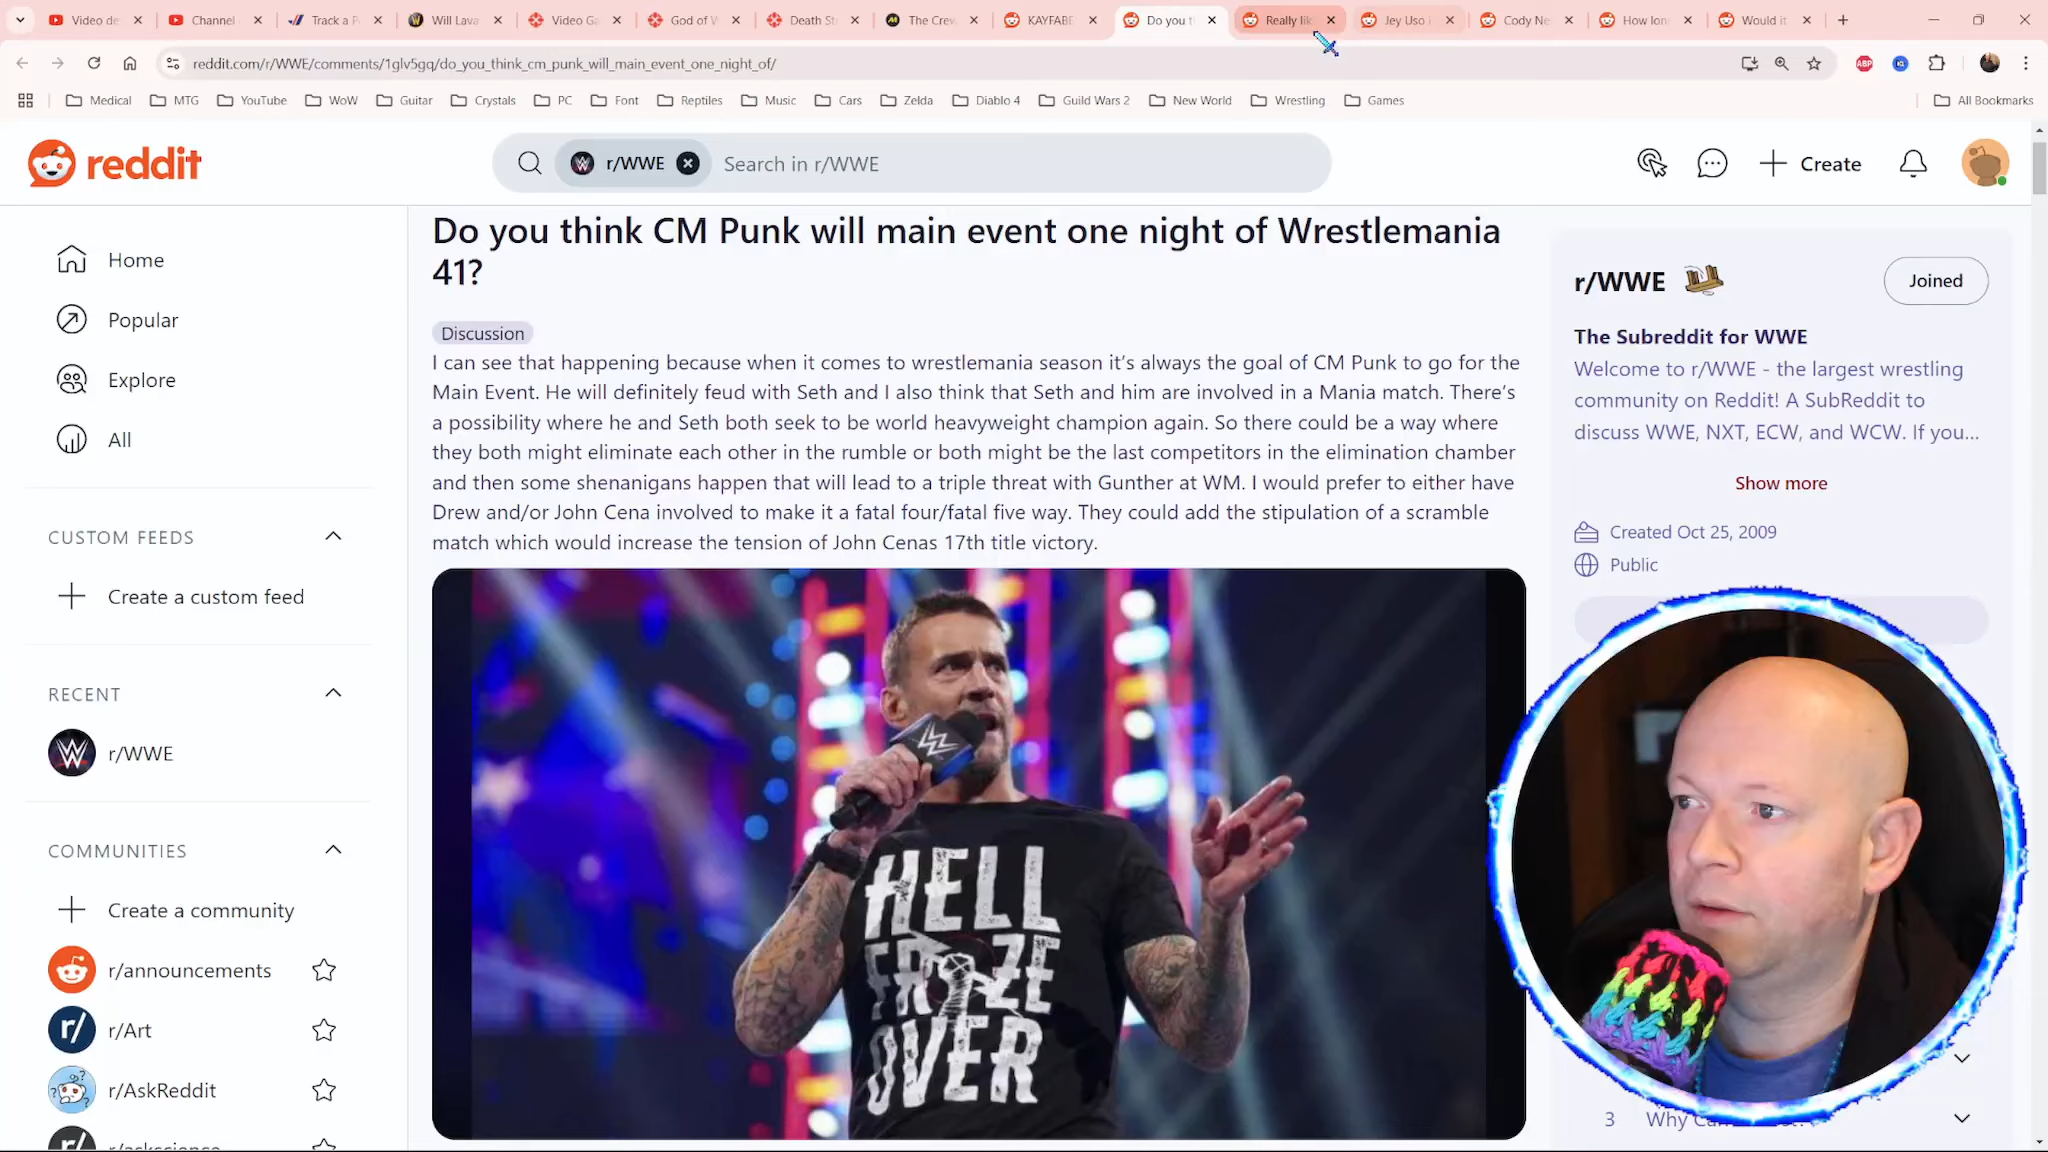 Video de
Channel
Track a P
Will Lava
Video Ga
God of W
Death St
The Crew
KAYFABE
Do you t
Really lik
Jey Uso i
Cody Ne
How lon
Would it
reddit.com/r/WWE/comments/1glv5gq/do_you_think_cm_punk_will_main_event_one_night_of/
ABP
Medical
MTG
YouTube
WoW
Guitar
Crystals
PC
Font
Reptiles
Music
Cars
Zelda
Diablo 4
Guild Wars 2
New World
Wrestling
Games
All Bookmarks
reddit
r/WWE
Search in r/WWE
Create
Home
Popular
Explore
All
CUSTOM FEEDS
Create a custom feed
RECENT
r/WWE
COMMUNITIES
Create a community
r/announcements
r/Art
r/AskReddit
r/askscience
Do you think CM Punk will main event one night of Wrestlemania
41?
Discussion
I can see that happening because when it comes to wrestlemania season it’s always the goal of CM Punk to go for the
Main Event. He will definitely feud with Seth and I also think that Seth and him are involved in a Mania match. There’s
a possibility where he and Seth both seek to be world heavyweight champion again. So there could be a way where
they both might eliminate each other in the rumble or both might be the last competitors in the elimination chamber
and then some shenanigans happen that will lead to a triple threat with Gunther at WM. I would prefer to either have
Drew and/or John Cena involved to make it a fatal four/fatal five way. They could add the stipulation of a scramble
match which would increase the tension of John Cenas 17th title victory.
HELL
FROZE
OVER
r/WWE
Joined
The Subreddit for WWE
Welcome to r/WWE - the largest wrestling
community on Reddit! A SubReddit to
discuss WWE, NXT, ECW, and WCW. If you...
Show more
Created Oct 25, 2009
Public
3 Why